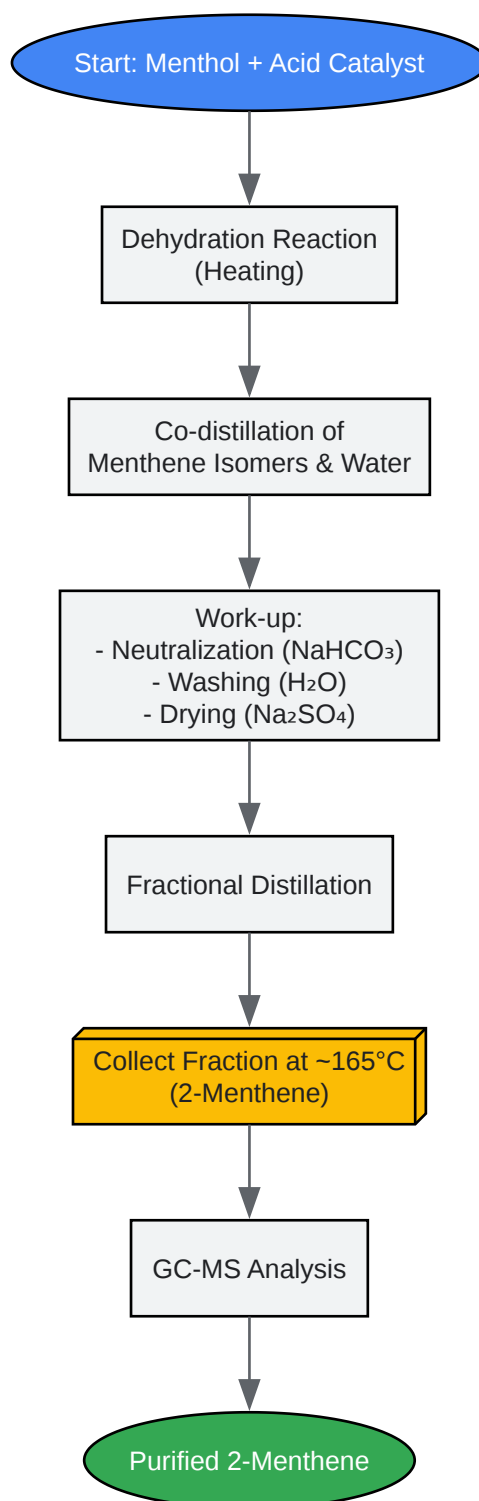 Start: Menthol + Acid Catalyst
Dehydration Reaction
(Heating)
Co-distillation of
Menthene Isomers & Water
Work-up:
- Neutralization (NaHCO₃)
- Washing (H₂O)
- Drying (Na₂SO₄)
Fractional Distillation
Collect Fraction at ~165°C
(2-Menthene)
GC-MS Analysis
Purified 2-Menthene